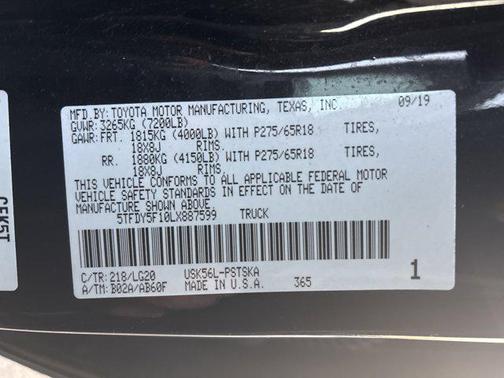 MFD.BY: TOYOTA MOTOR MANUFACTURING, TEXAS, INC. 09/19
GVWR: 3265KG (7200LB)
GAWR: FRT. 1815KG (4000LB) WITH P275/65R18 TIRES,
18X8J RIMS.
RR. 1880KG (4150LB) WITH P275/65R18 TIRES,
18X8J RIMS.
THIS VEHICLE CONFORMS TO ALL APPLICABLE FEDERAL MOTOR
VEHICLE SAFETY STANDARDS IN EFFECT ON THE DATE OF
MANUFACTURE SHOWN ABOVE.
5TFDY5F10LX887599 TRUCK
C/TR: 218/LG20 USK56L-PSTSKA
A/TM: B02A/AB60F MADE IN U.S.A. 365 1
CEK5T